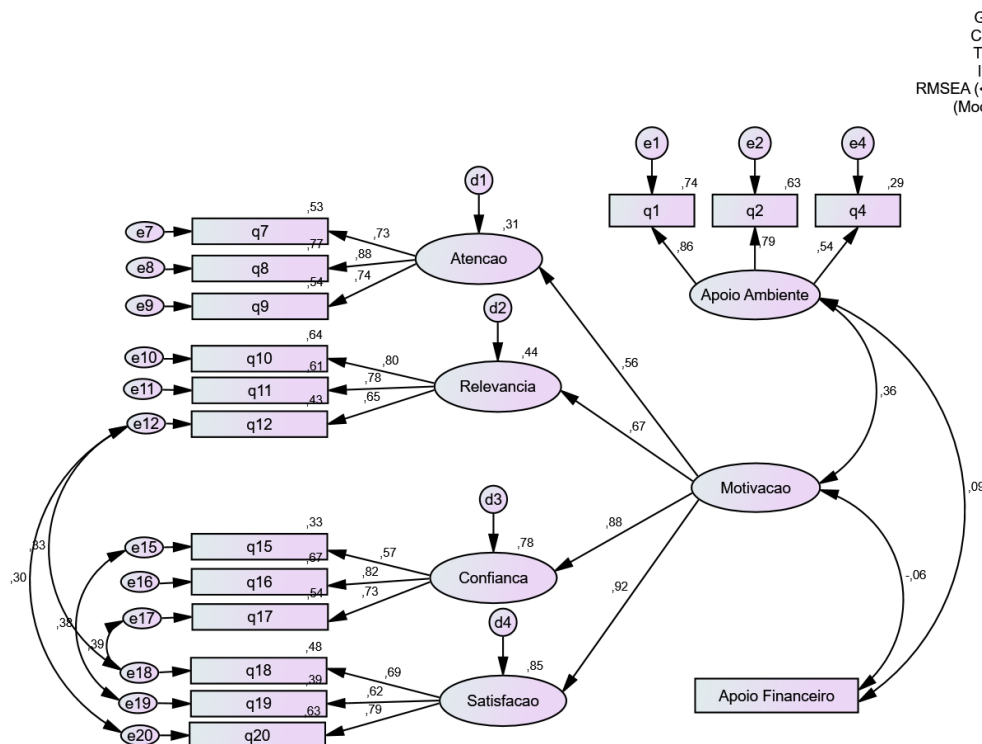 G
C
T
I
RMSEA (<
(Moc
e1
e2
e4
,74
,63
,29
q1
q2
q4
,86
,79
,54
Apoio Ambiente
d1
,31
Atencao
,53
e7
q7
,73
,77
e8
q8
,88
,54
e9
q9
,74
d2
,44
Relevancia
,64
e10
q10
,80
,61
e11
q11
,78
,43
e12
q12
,65
,56
,67
,36
,09
Motivacao
,88
,92
-,06
d3
,78
Confianca
,33
e15
q15
,57
,67
e16
q16
,82
,54
e17
q17
,73
d4
,85
Satisfacao
,48
e18
q18
,69
,39
e19
q19
,62
,63
e20
q20
,79
,33
,30
,38
,39
Apoio Financeiro